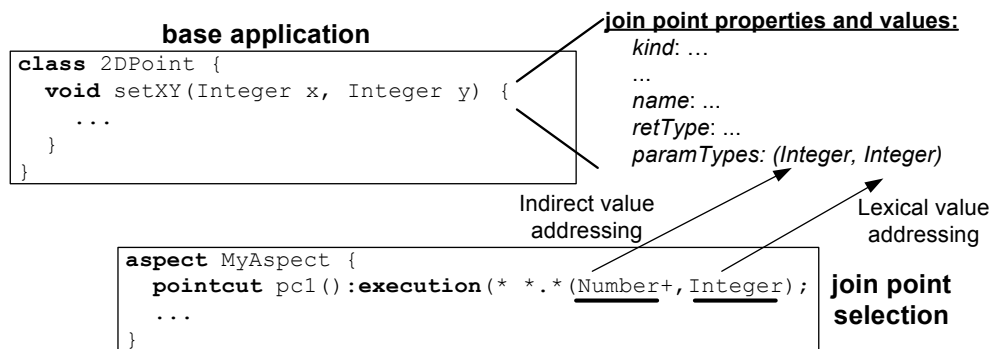 base application
class 2DPoint {
void setXY(Integer x, Integer y) {
...
}
}
join point properties and values:
kind: …
...
name: ...
retType: ...
paramTypes: (Integer, Integer)
Indirect value
addressing
Lexical value
addressing
aspect MyAspect {
pointcut pc1():execution(* *.*(Number+,Integer);
...
}
join point
selection